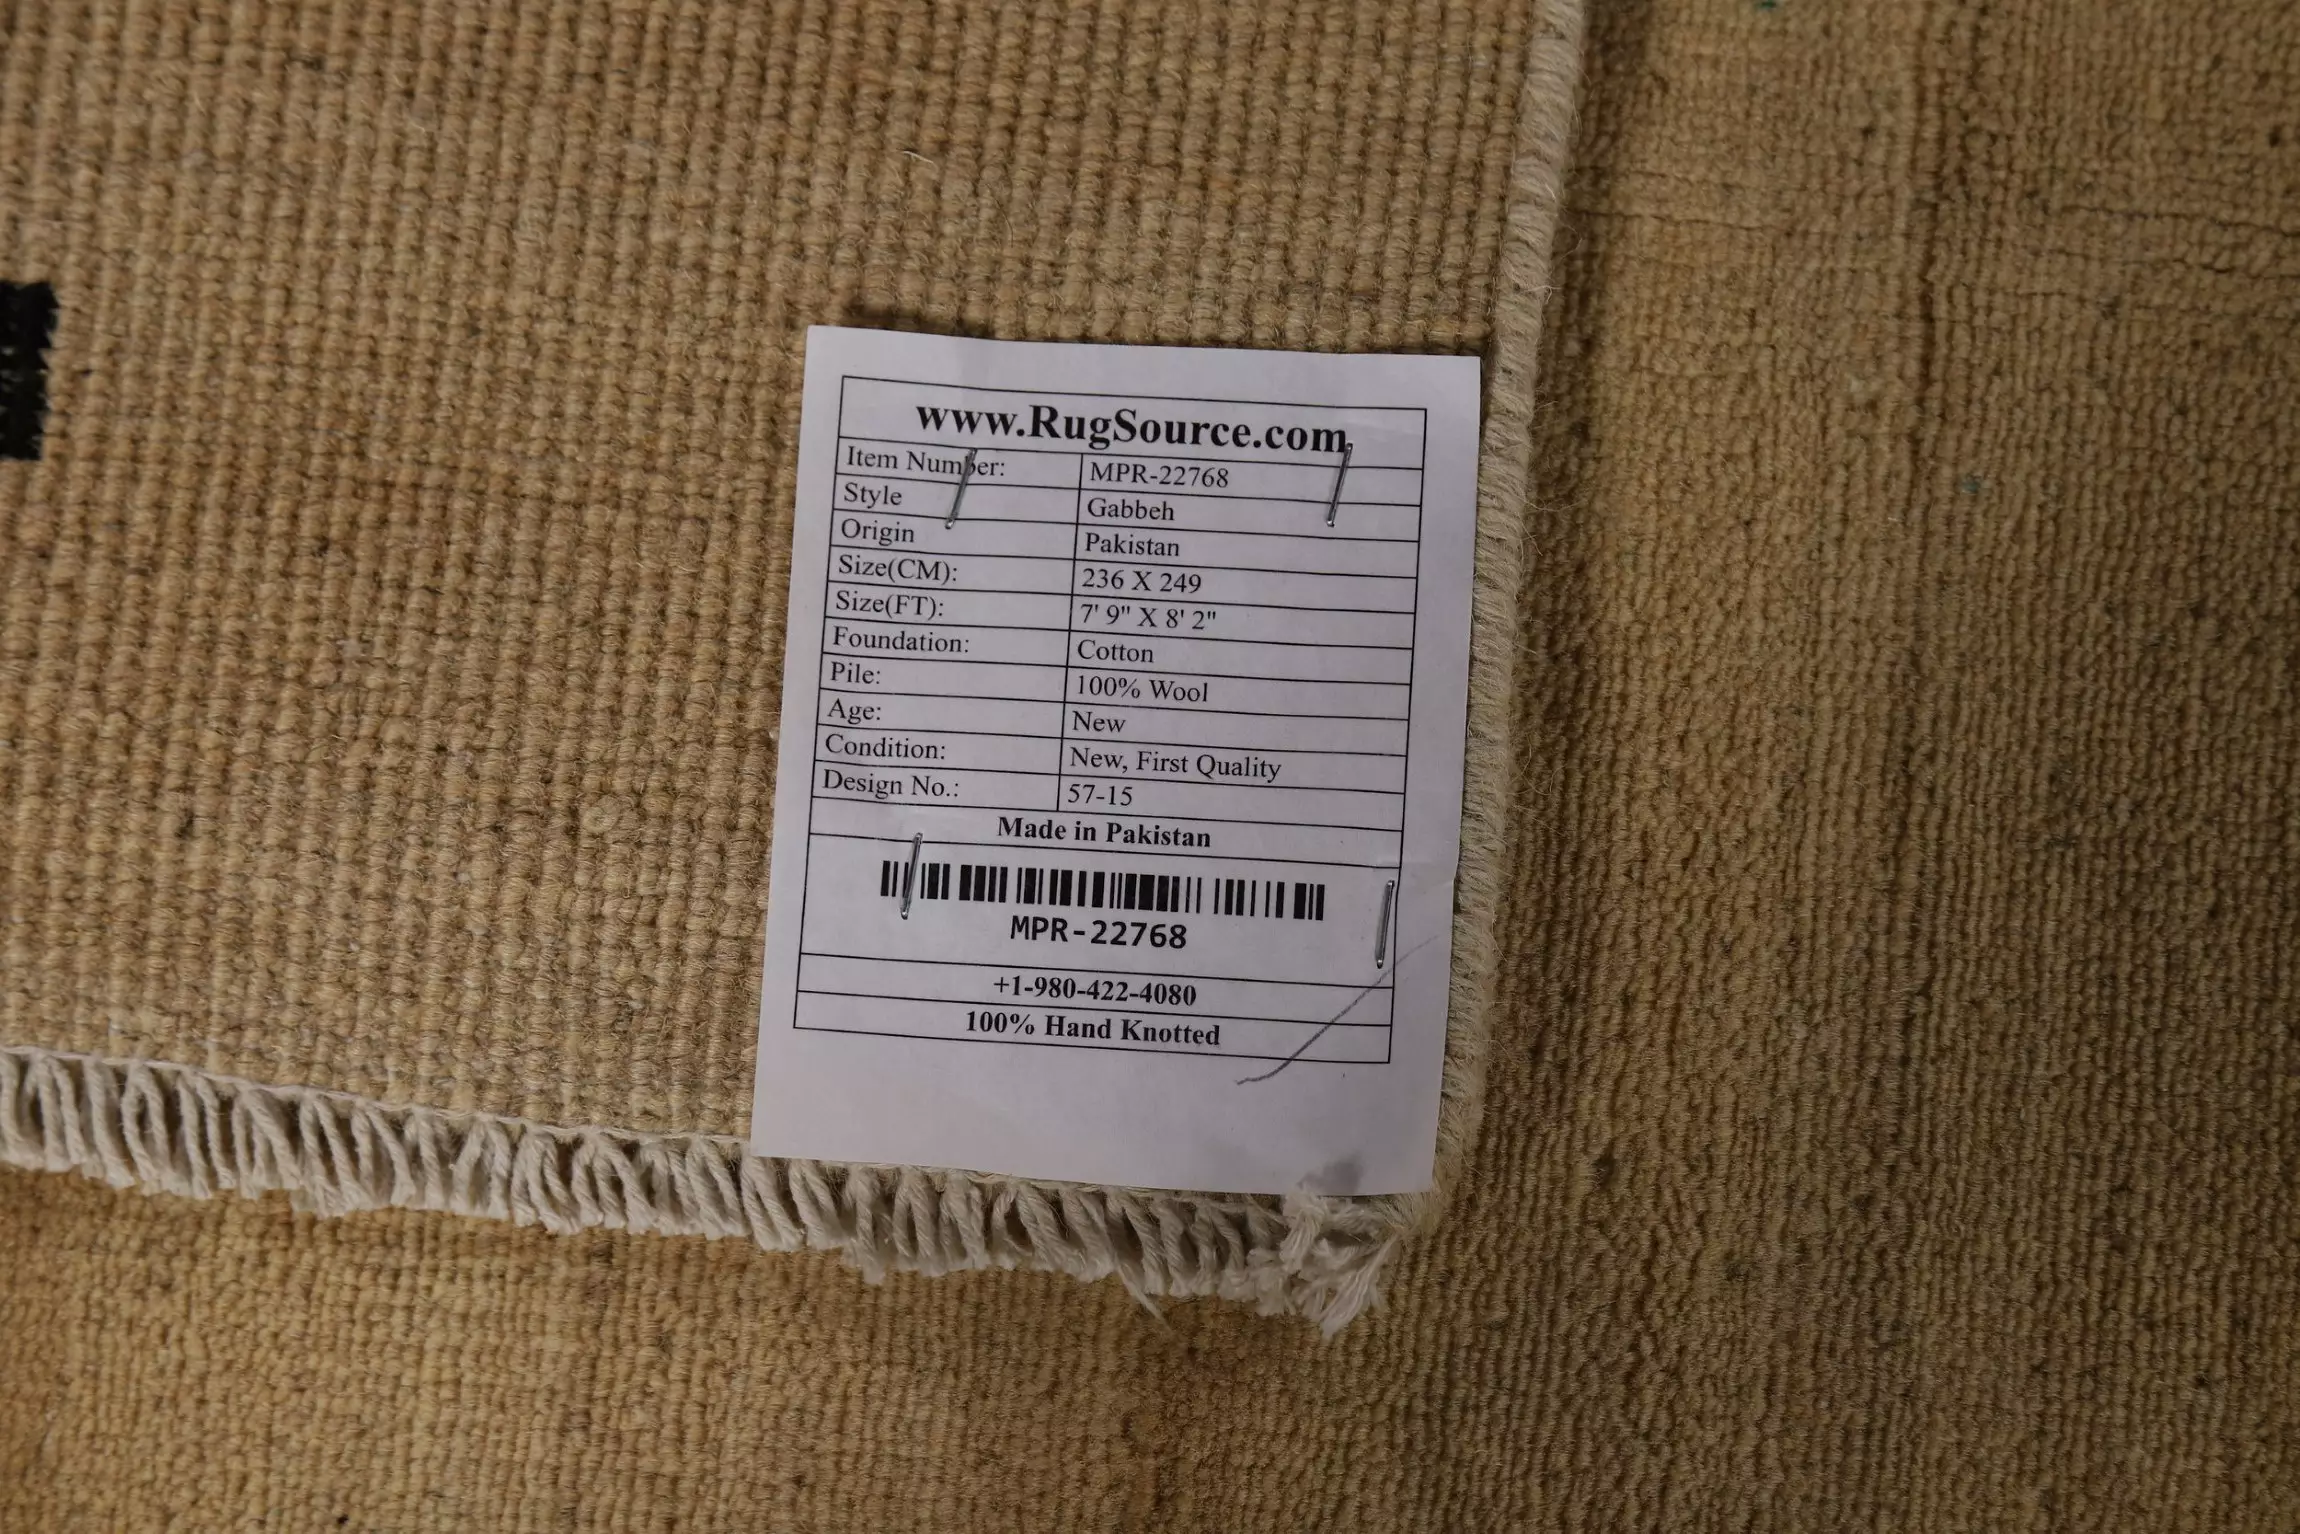 www.RugSource.com
Item Number: MPR-22768
Style Gabbeh
Origin Pakistan
Size(CM): 236 X 249
Size(FT): 7' 9" X 8' 2"
Foundation: Cotton
Pile: 100% Wool
Age: New
Condition: New, First Quality
Design No.: 57-15
Made in Pakistan
MPR-22768
+1-980-422-4080
100% Hand Knotted